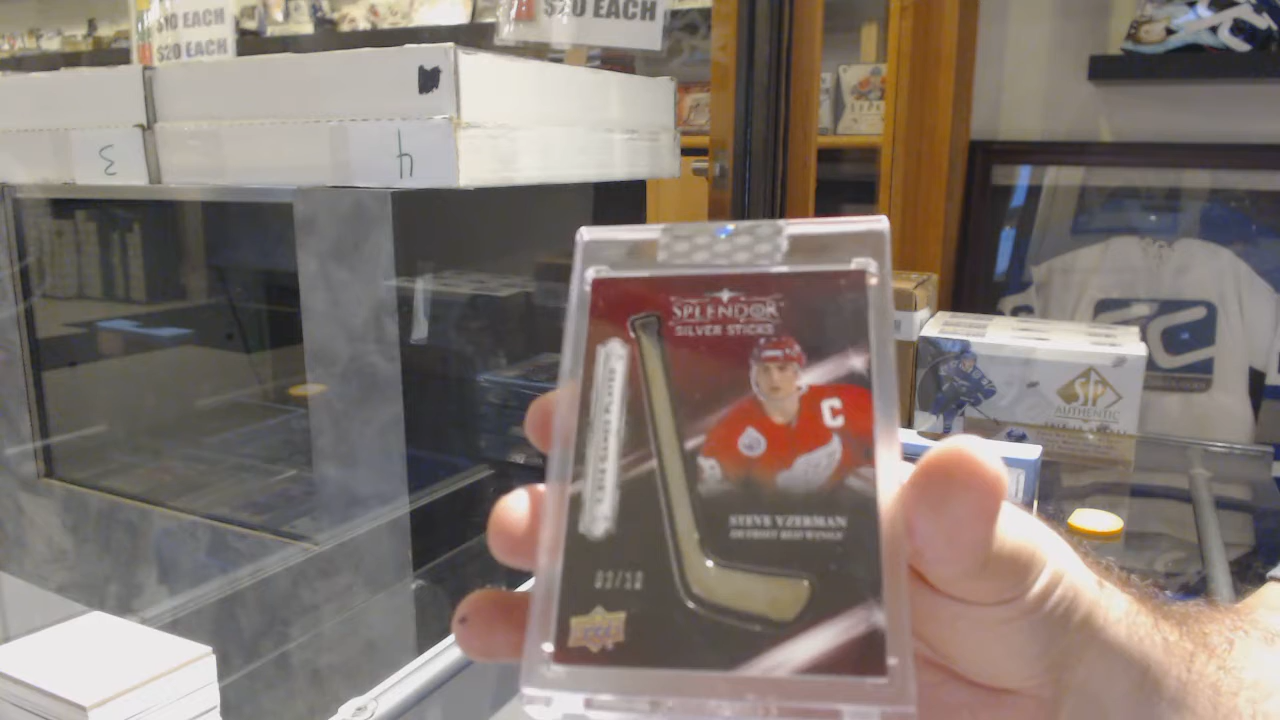 $10 EACH
$20 EACH
$20 EACH
3
4
SPLENDOR
SILVER STICKS
C
STEVE YZERMAN
DETROIT RED WINGS
SP
AUTHENTIC